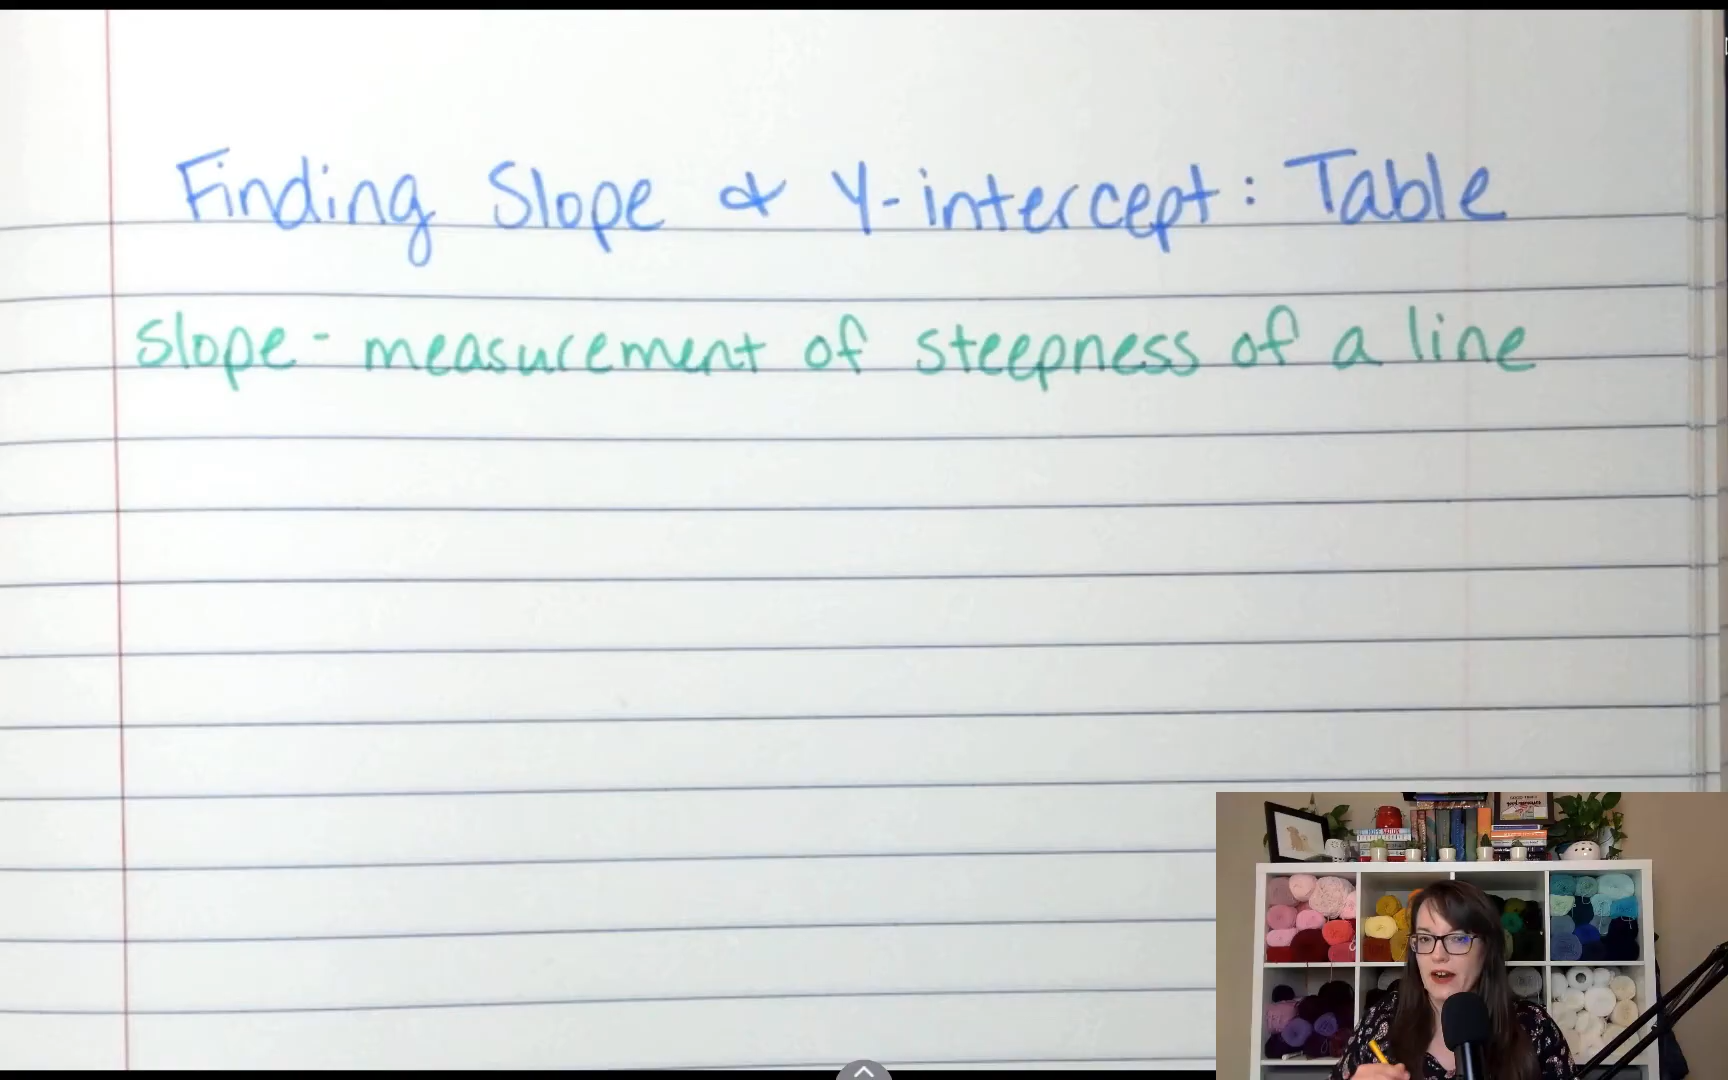 Finding Slope & Y-intercept: Table
slope - measurement of steepness of a line